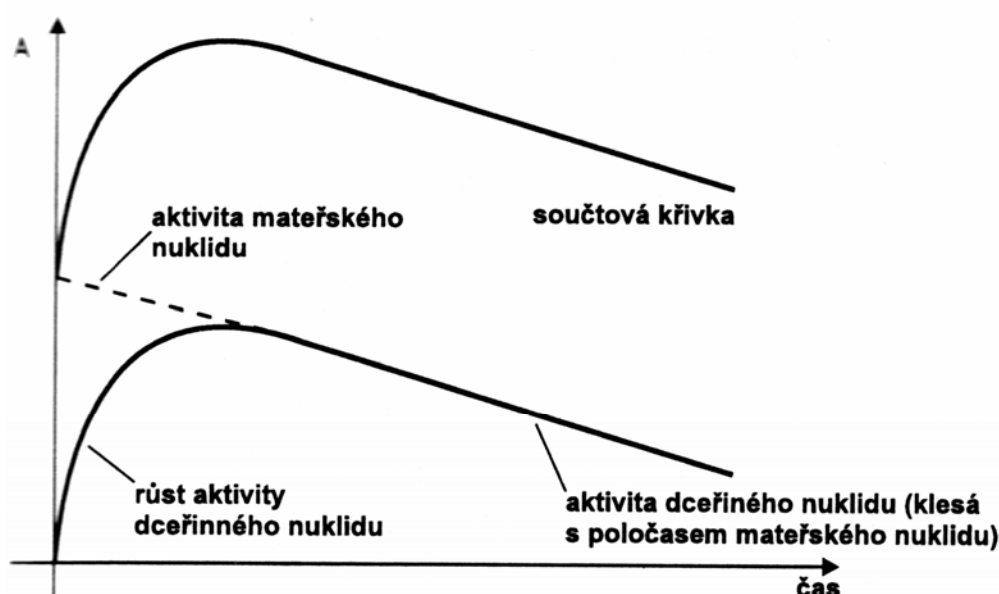 A
aktivita mateřského
nuklidu
součtová křivka
růst aktivity
dceřinného nuklidu
aktivita dceřiného nuklidu (klesá
s poločasem mateřského nuklidu)
čas